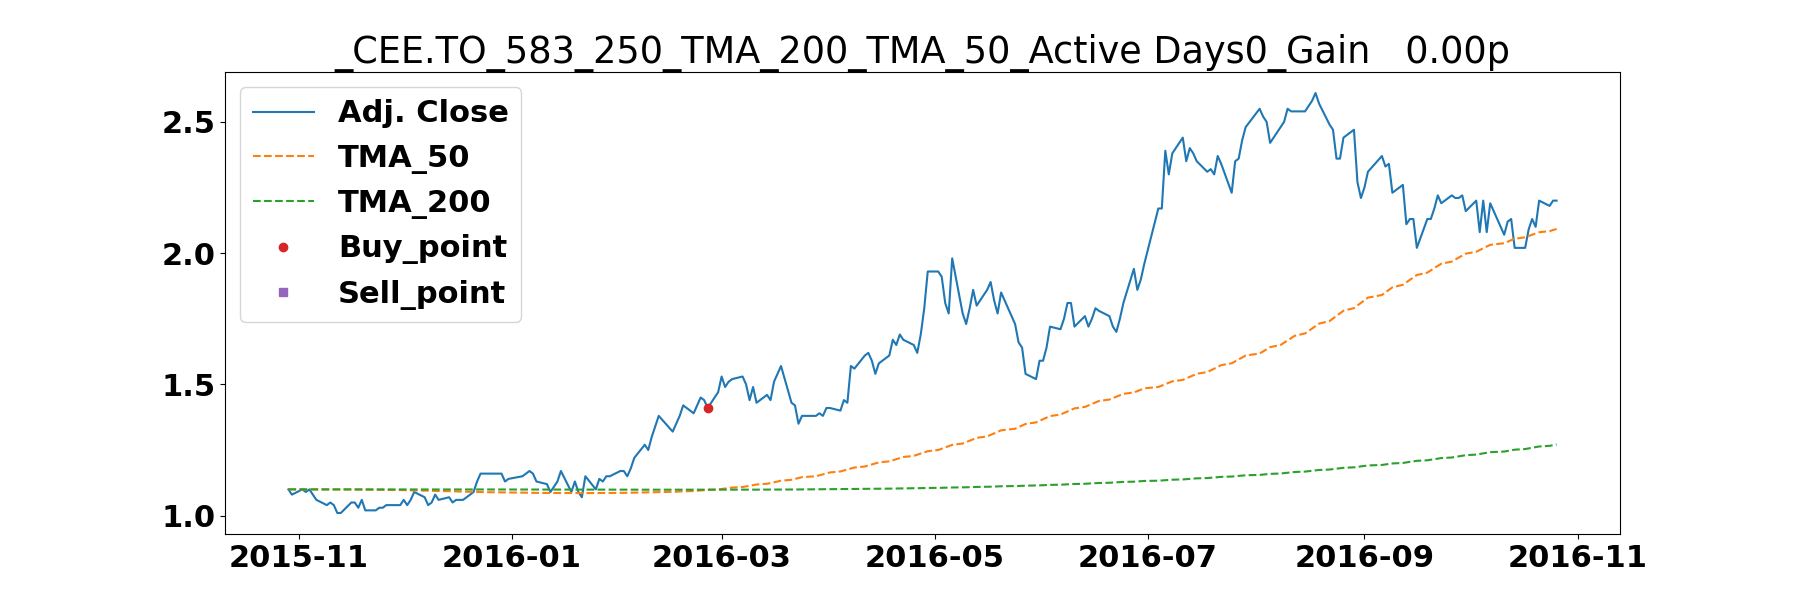 _CEE.TO_583_250_TMA_200_TMA_50_Active Days0_Gain   0.00p
Adj. Close
TMA_50
TMA_200
Buy_point
Sell_point
2.5
2.0
1.5
1.0
2015-11
2016-01
2016-03
2016-05
2016-07
2016-09
2016-11